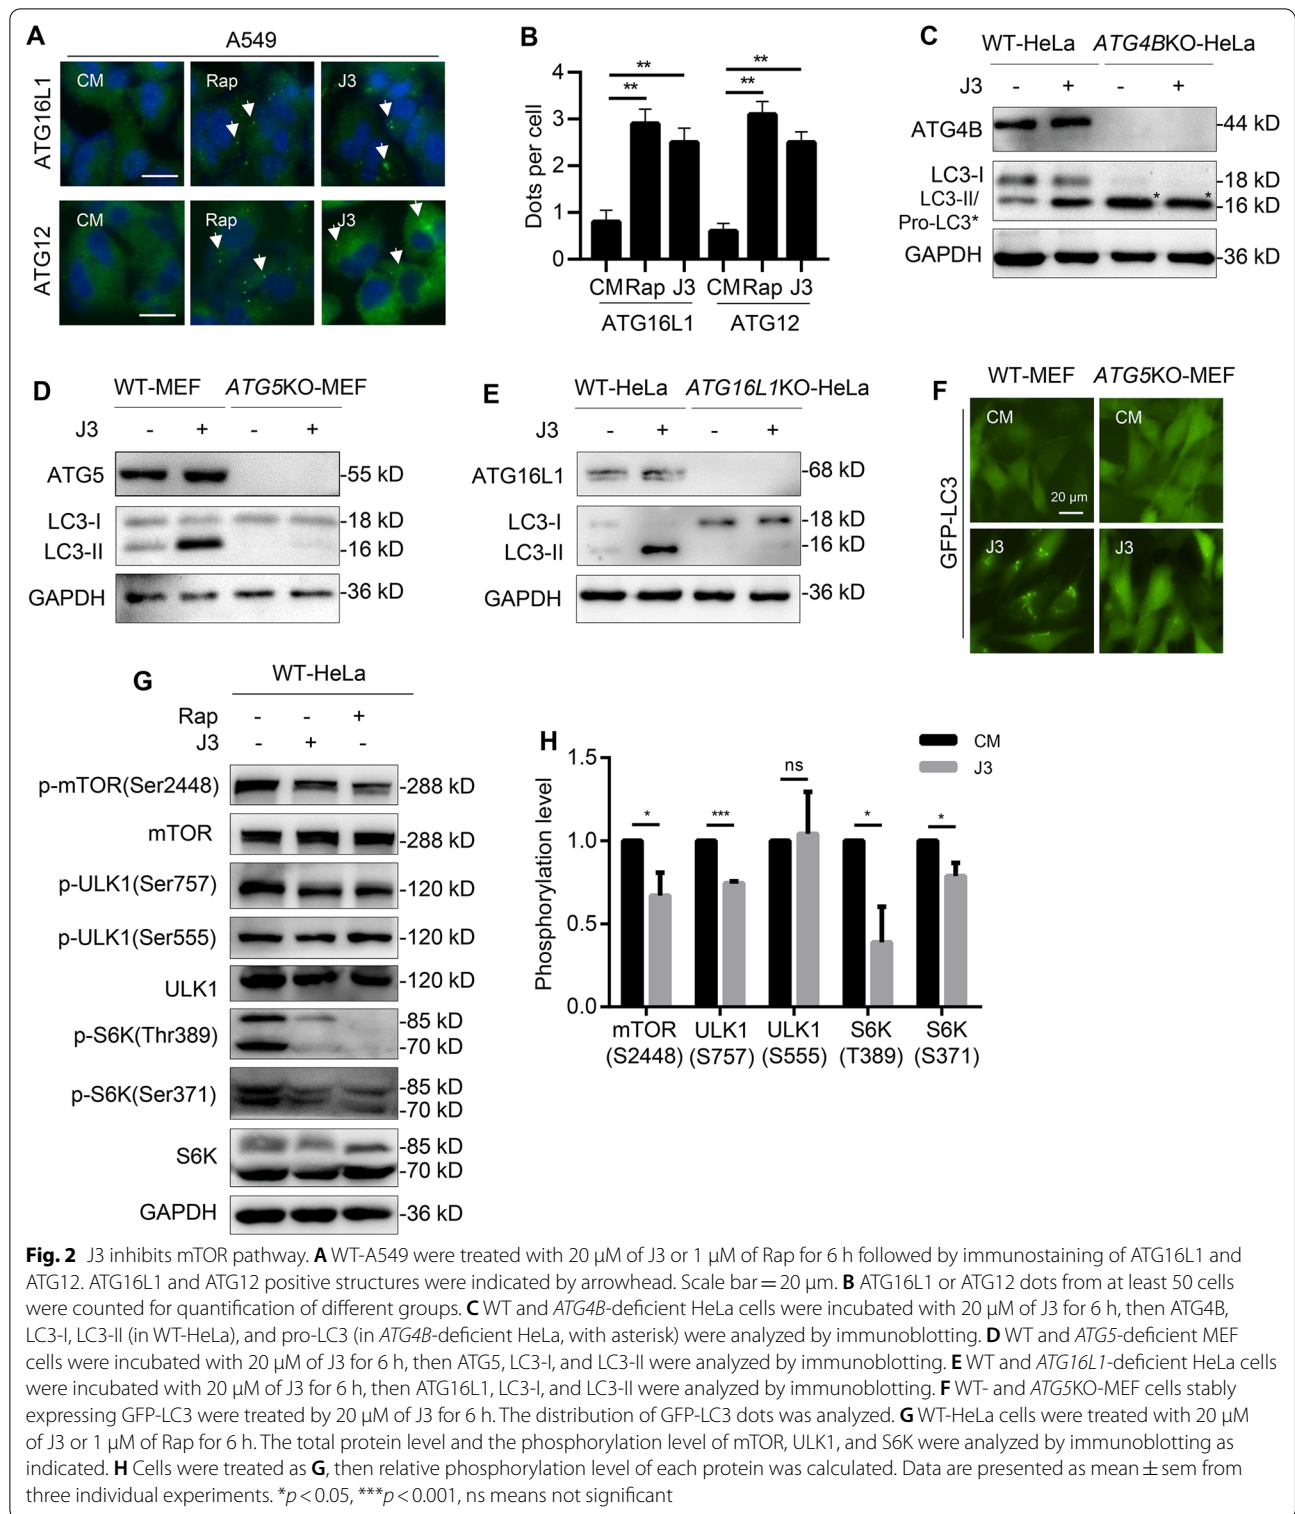 A
A549
ATG16L1
CM
Rap
J3
ATG12
CM
Rap
J3
B
Dots per cell
4
3
2
1
0
**
**
**
**
CM Rap J3 CM Rap J3
ATG16L1 ATG12
C
WT-HeLa ATG4BKO-HeLa
J3 - + - +
ATG4B -44 kD
LC3-I -18 kD
LC3-II/ -16 kD
Pro-LC3*
* *
GAPDH -36 kD
D
WT-MEF ATG5KO-MEF
J3 - + - +
ATG5 -55 kD
LC3-I -18 kD
LC3-II -16 kD
GAPDH -36 kD
E
WT-HeLa ATG16L1KO-HeLa
J3 - + - +
ATG16L1 -68 kD
LC3-I -18 kD
LC3-II -16 kD
GAPDH -36 kD
F
WT-MEF ATG5KO-MEF
GFP-LC3
CM CM
20 µm
J3 J3
G
WT-HeLa
Rap - - +
J3 - + -
p-mTOR(Ser2448) -288 kD
mTOR -288 kD
p-ULK1(Ser757) -120 kD
p-ULK1(Ser555) -120 kD
ULK1 -120 kD
p-S6K(Thr389) -85 kD
-70 kD
p-S6K(Ser371) -85 kD
-70 kD
S6K -85 kD
-70 kD
GAPDH -36 kD
H
CM
J3
Phosphorylation level
1.5
1.0
0.5
0.0
* *** ns * *
mTOR ULK1 ULK1 S6K S6K
(S2448) (S757) (S555) (T389) (S371)
Fig. 2 J3 inhibits mTOR pathway. A WT-A549 were treated with 20 µM of J3 or 1 µM of Rap for 6 h followed by immunostaining of ATG16L1 and
ATG12. ATG16L1 and ATG12 positive structures were indicated by arrowhead. Scale bar = 20 µm. B ATG16L1 or ATG12 dots from at least 50 cells
were counted for quantification of different groups. C WT and ATG4B-deficient HeLa cells were incubated with 20 µM of J3 for 6 h, then ATG4B,
LC3-I, LC3-II (in WT-HeLa), and pro-LC3 (in ATG4B-deficient HeLa, with asterisk) were analyzed by immunoblotting. D WT and ATG5-deficient MEF
cells were incubated with 20 µM of J3 for 6 h, then ATG5, LC3-I, and LC3-II were analyzed by immunoblotting. E WT and ATG16L1-deficient HeLa cells
were incubated with 20 µM of J3 for 6 h, then ATG16L1, LC3-I, and LC3-II were analyzed by immunoblotting. F WT- and ATG5KO-MEF cells stably
expressing GFP-LC3 were treated by 20 µM of J3 for 6 h. The distribution of GFP-LC3 dots was analyzed. G WT-HeLa cells were treated with 20 µM
of J3 or 1 µM of Rap for 6 h. The total protein level and the phosphorylation level of mTOR, ULK1, and S6K were analyzed by immunoblotting as
indicated. H Cells were treated as G, then relative phosphorylation level of each protein was calculated. Data are presented as mean ± sem from
three individual experiments. *p < 0.05, ***p < 0.001, ns means not significant